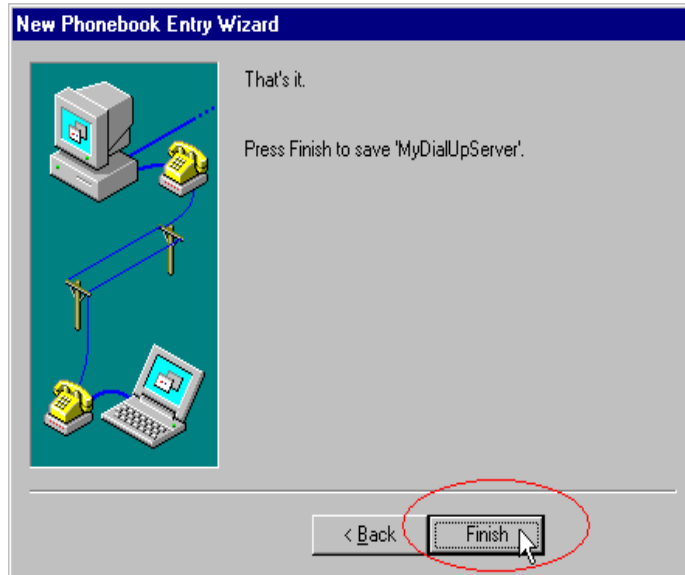 New Phonebook Entry Wizard
That's it.
Press Finish to save 'MyDialUpServer'.
< Back
Finish